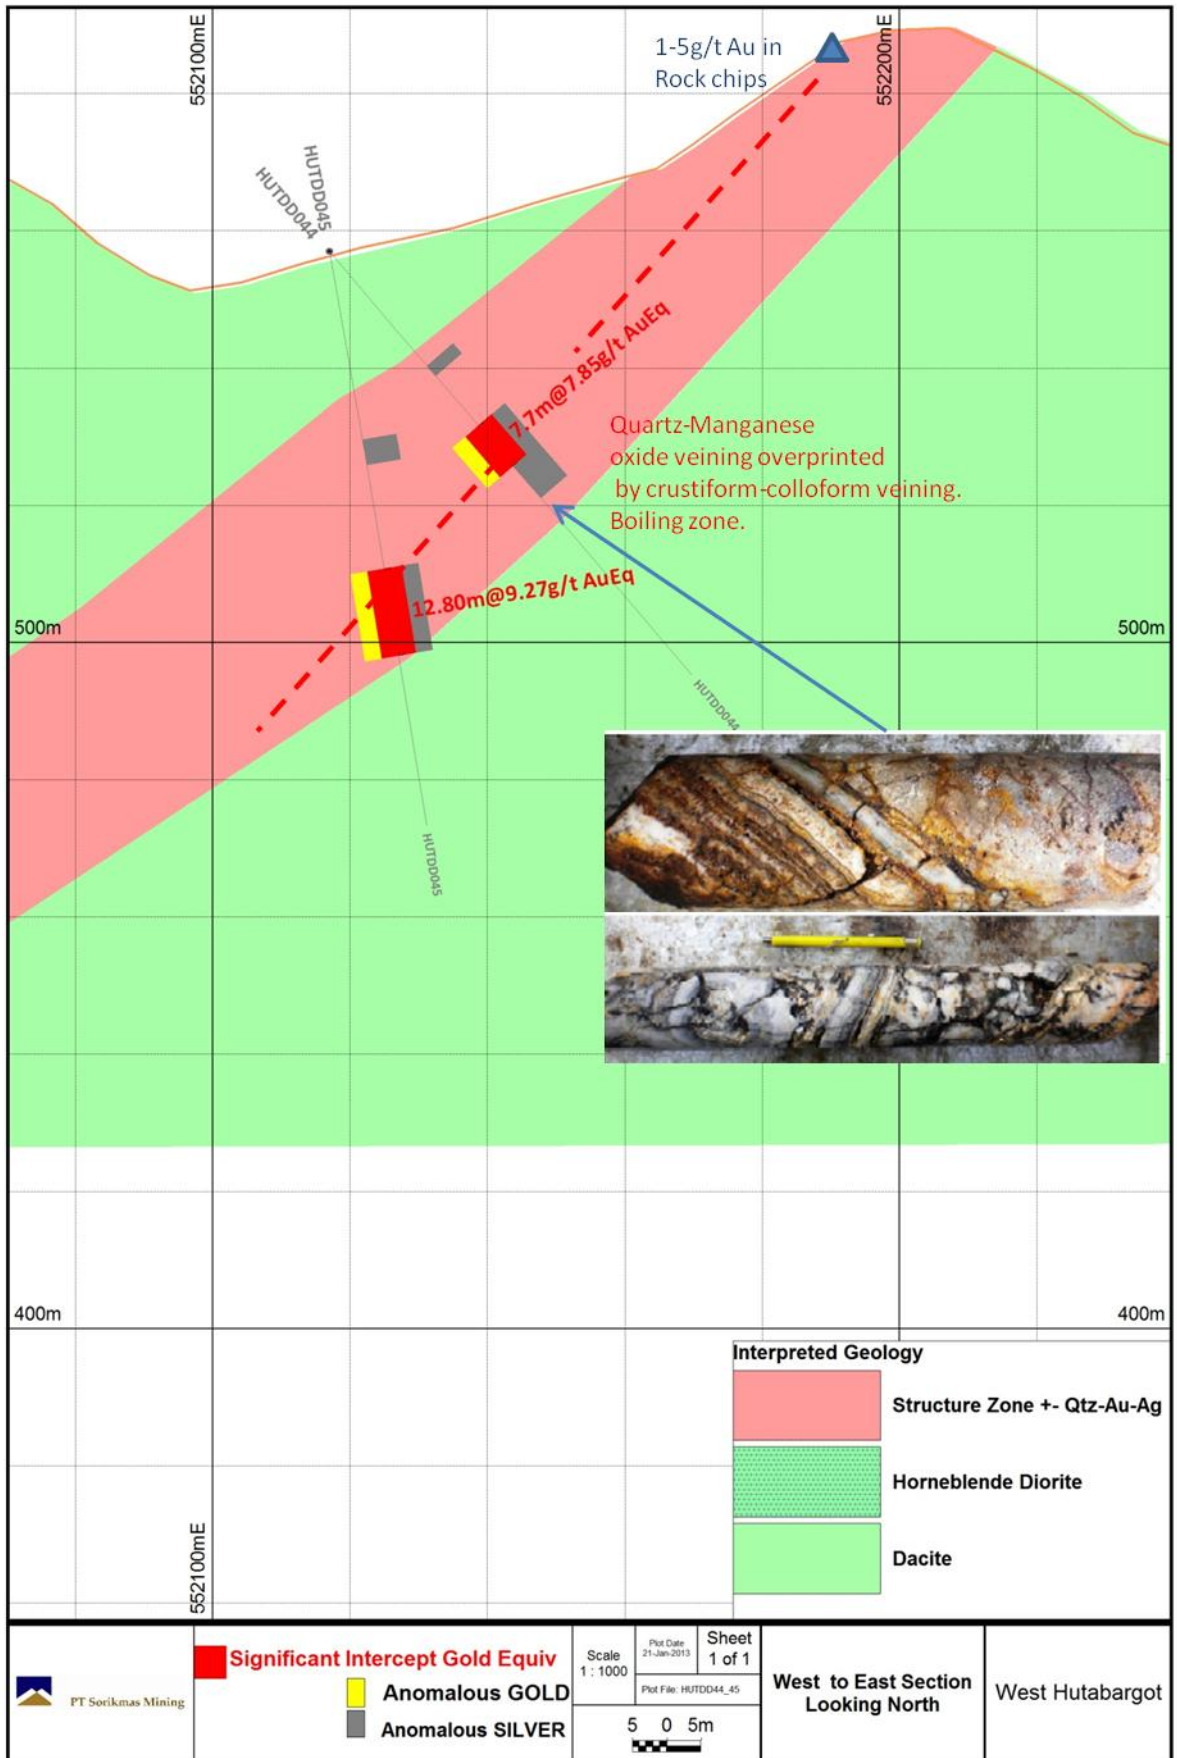 552100mE
1-5g/t Au in
Rock chips
552200mE
HUTDD045
HUTDD044
7.7m@7.85g/t AuEq
Quartz-Manganese
oxide veining overprinted
by crustiform-colloform veining.
Boiling zone.
12.80m@9.27g/t AuEq
500m
500m
HUTDD044
HUTDD045
400m
400m
552100mE
Interpreted Geology
Structure Zone +- Qtz-Au-Ag
Horneblende Diorite
Dacite
PT Sorikmas Mining
Significant Intercept Gold Equiv
Anomalous GOLD
Anomalous SILVER
Scale
1 : 1000
Plot Date
21-Jan-2013
Sheet
1 of 1
Plot File: HUTDD44_45
5 0 5m
West to East Section
Looking North
West Hutabargot